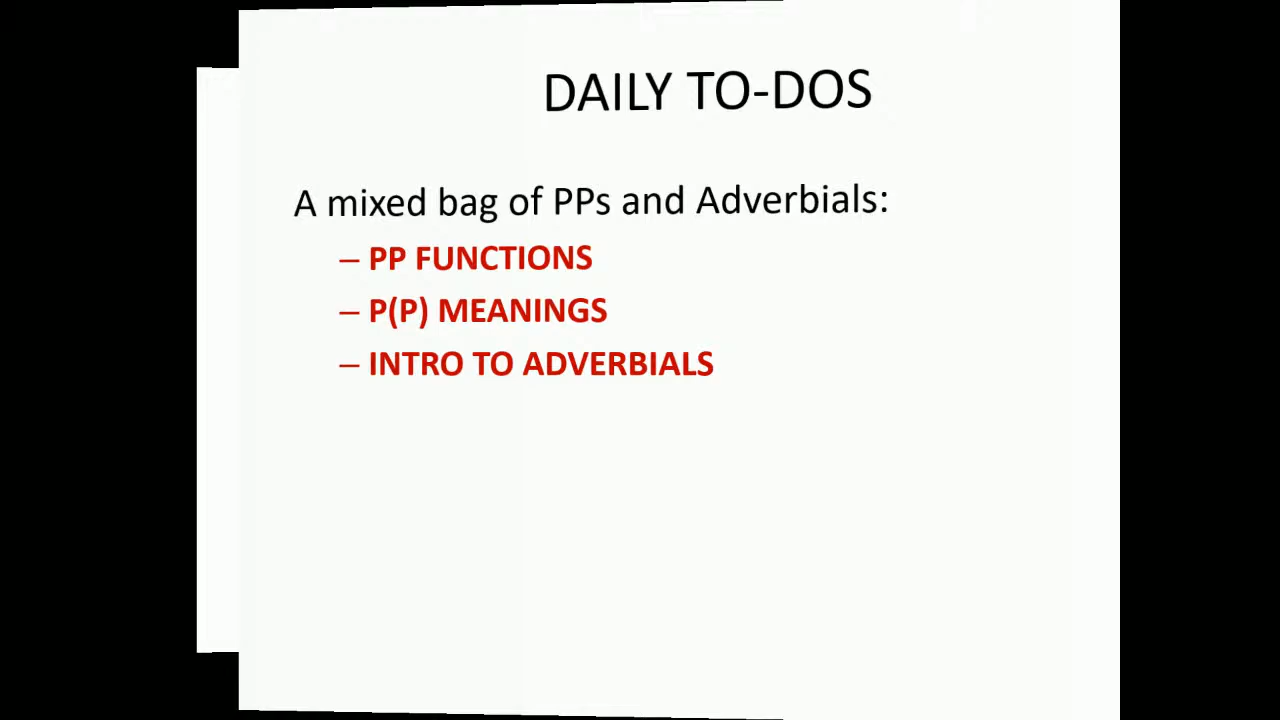 DAILY TO-DOS
A mixed bag of PPs and Adverbials:
– PP FUNCTIONS
– P(P) MEANINGS
– INTRO TO ADVERBIALS